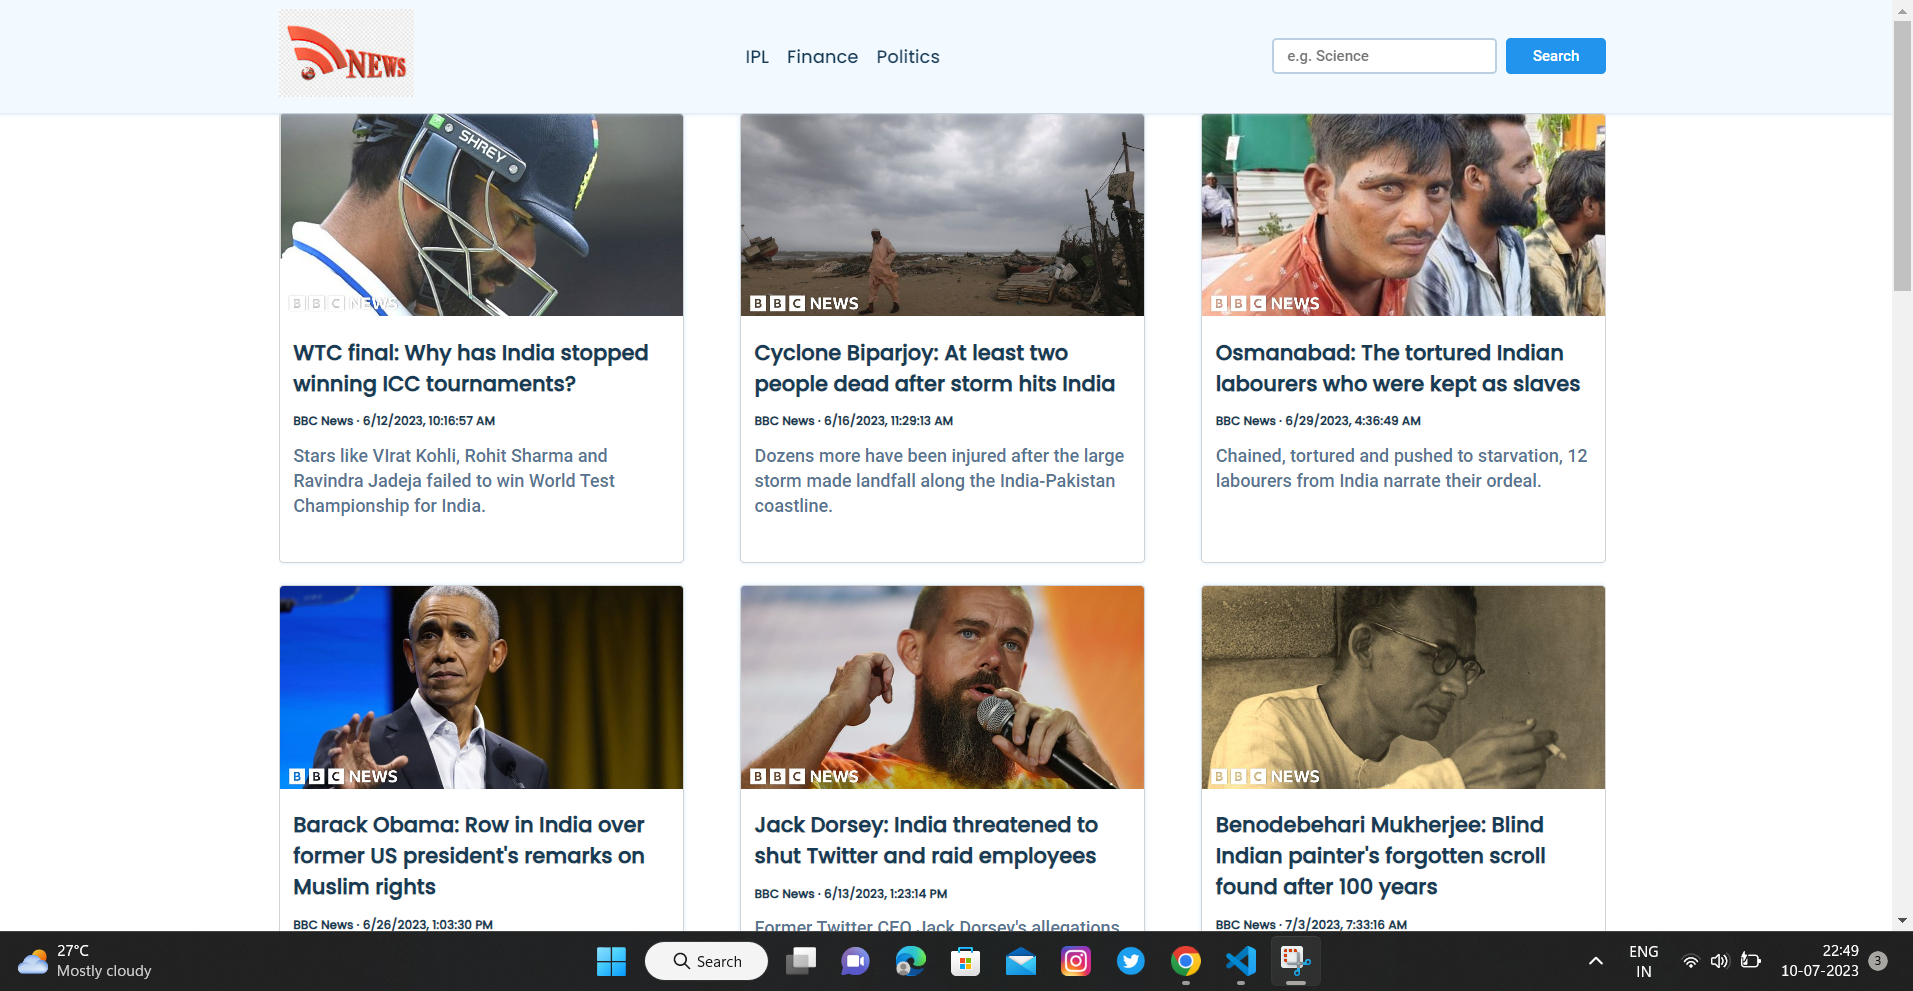 NEWS
IPL Finance Politics
e.g. Science
Search
SHREY
BBC NEWS
WTC final: Why has India stopped
winning ICC tournaments?
BBC News · 6/12/2023, 10:16:57 AM
Stars like VIrat Kohli, Rohit Sharma and
Ravindra Jadeja failed to win World Test
Championship for India.
BBC NEWS
Cyclone Biparjoy: At least two
people dead after storm hits India
BBC News · 6/16/2023, 11:29:13 AM
Dozens more have been injured after the large
storm made landfall along the India-Pakistan
coastline.
BBC NEWS
Osmanabad: The tortured Indian
labourers who were kept as slaves
BBC News · 6/29/2023, 4:36:49 AM
Chained, tortured and pushed to starvation, 12
labourers from India narrate their ordeal.
BBC NEWS
Barack Obama: Row in India over
former US president's remarks on
Muslim rights
BBC News · 6/26/2023, 1:03:30 PM
BBC NEWS
Jack Dorsey: India threatened to
shut Twitter and raid employees
BBC News · 6/13/2023, 1:23:14 PM
Former Twitter CEO Jack Dorsey's allegations
BBC NEWS
Benodebehari Mukherjee: Blind
Indian painter's forgotten scroll
found after 100 years
BBC News · 7/3/2023, 7:33:16 AM
27°C
Mostly cloudy
Search
ENG
IN
22:49
10-07-2023
3